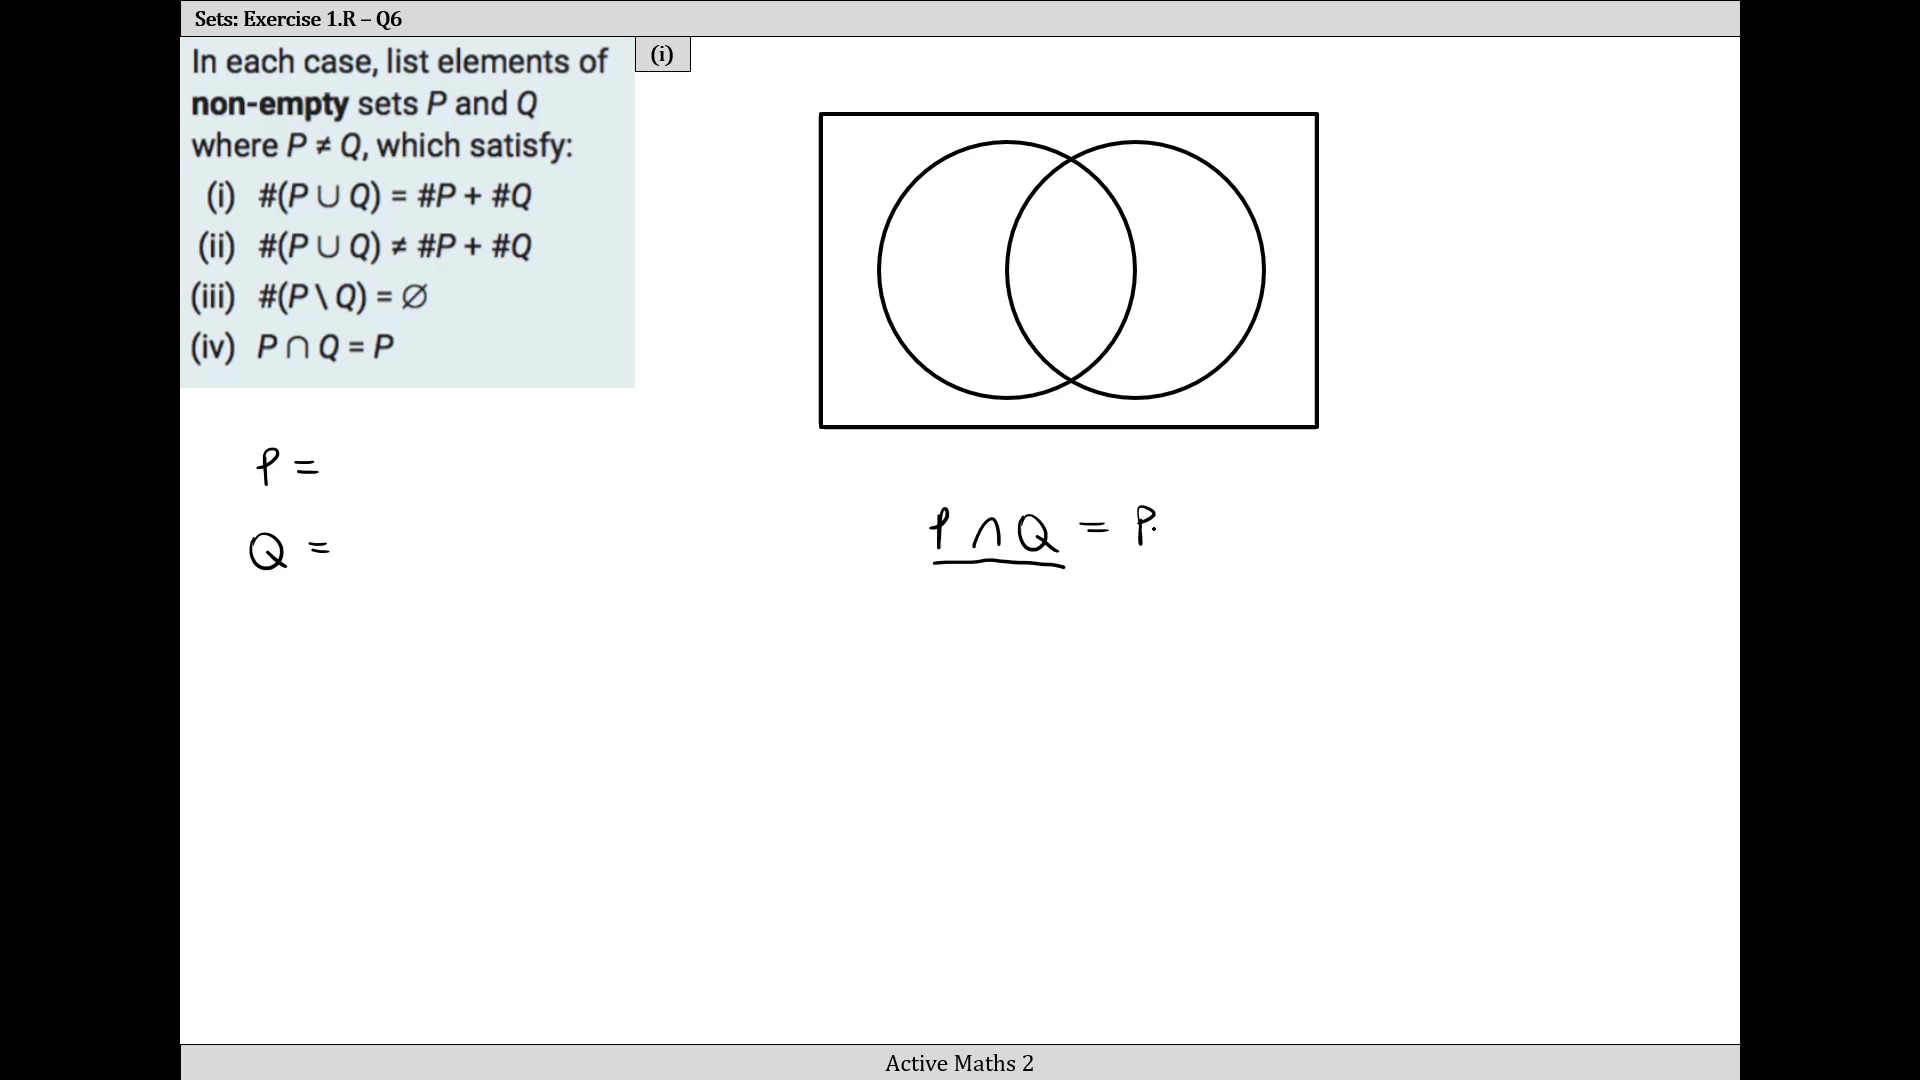 Sets: Exercise 1.R – Q6
In each case, list elements of
non-empty sets P and Q
where P ≠ Q, which satisfy:
(i) #(P ∪ Q) = #P + #Q
(ii) #(P ∪ Q) ≠ #P + #Q
(iii) #(P \ Q) = ∅
(iv) P ∩ Q = P
(i)
P =
Q =
P ∩ Q = P
Active Maths 2